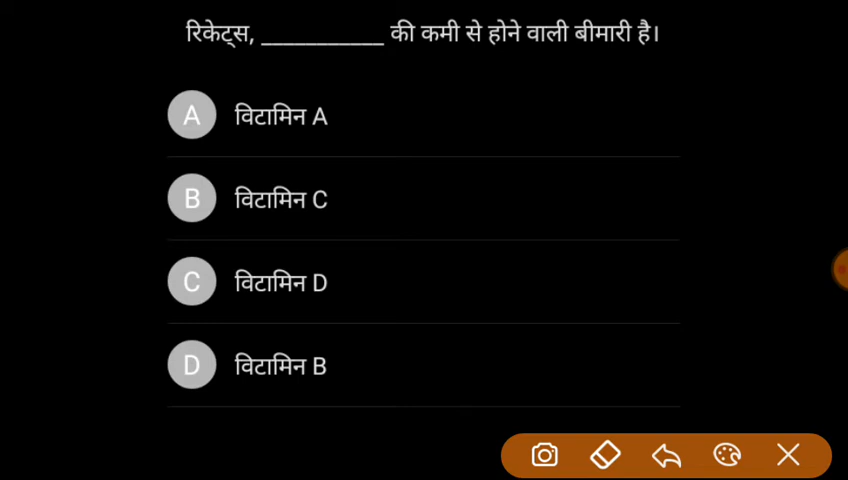 रिकेट्स, ___________ की कमी से होने वाली बीमारी है।
A विटामिन A
B विटामिन C
C विटामिन D
D विटामिन B